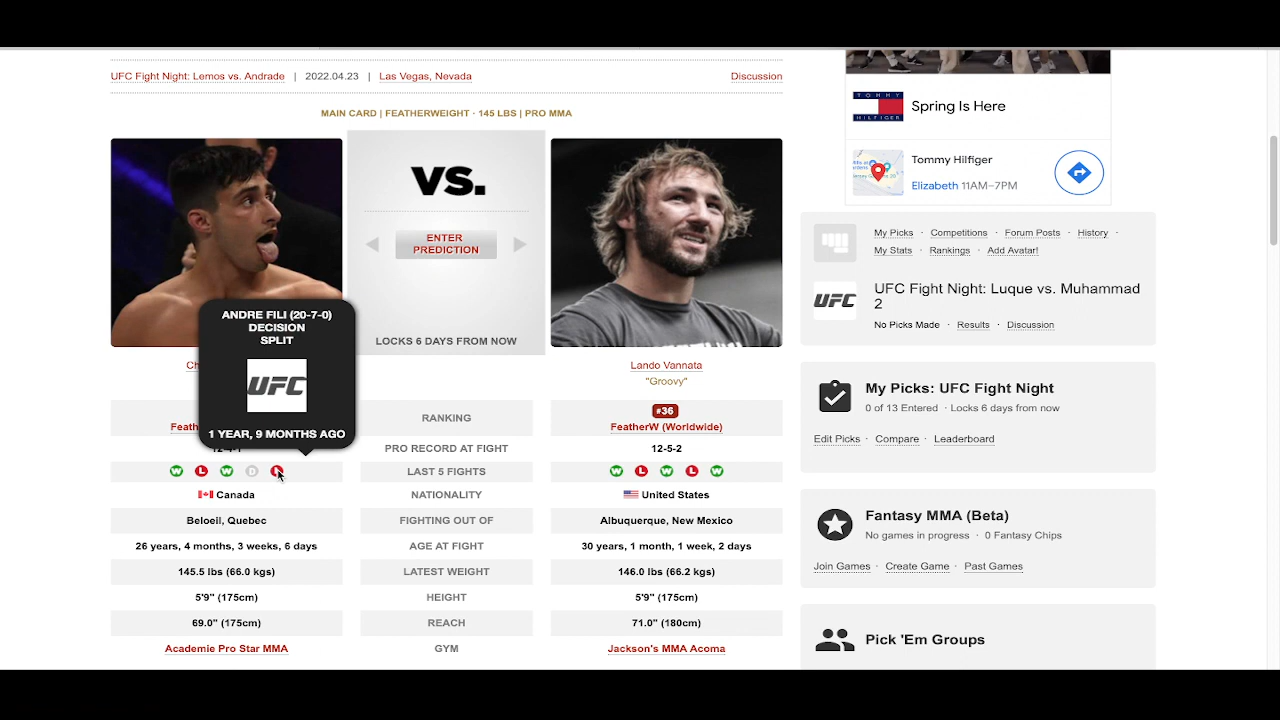 UFC Fight Night: Lemos vs. Andrade | 2022.04.23 | Las Vegas, Nevada
Discussion
MAIN CARD | FEATHERWEIGHT · 145 LBS | PRO MMA
VS.
ENTER
PREDICTION
LOCKS 6 DAYS FROM NOW
ANDRE FILI (20-7-0)
DECISION
SPLIT
UFC
1 YEAR, 9 MONTHS AGO
Ch
Lando Vannata
"Groovy"
RANKING
#36
Feath
FeatherW (Worldwide)
PRO RECORD AT FIGHT
12-5-2
W L W D L
LAST 5 FIGHTS
W L W L W
Canada
NATIONALITY
United States
Beloeil, Quebec
FIGHTING OUT OF
Albuquerque, New Mexico
26 years, 4 months, 3 weeks, 6 days
AGE AT FIGHT
30 years, 1 month, 1 week, 2 days
145.5 lbs (66.0 kgs)
LATEST WEIGHT
146.0 lbs (66.2 kgs)
5'9" (175cm)
HEIGHT
5'9" (175cm)
69.0" (175cm)
REACH
71.0" (180cm)
Academie Pro Star MMA
GYM
Jackson's MMA Acoma
TOMMY
HILFIGER
Spring Is Here
Tommy Hilfiger
Elizabeth 11AM–7PM
My Picks · Competitions · Forum Posts · History ·
My Stats · Rankings · Add Avatar!
UFC
UFC Fight Night: Luque vs. Muhammad
2
No Picks Made · Results · Discussion
My Picks: UFC Fight Night
0 of 13 Entered · Locks 6 days from now
Edit Picks · Compare · Leaderboard
Fantasy MMA (Beta)
No games in progress · 0 Fantasy Chips
Join Games · Create Game · Past Games
Pick 'Em Groups